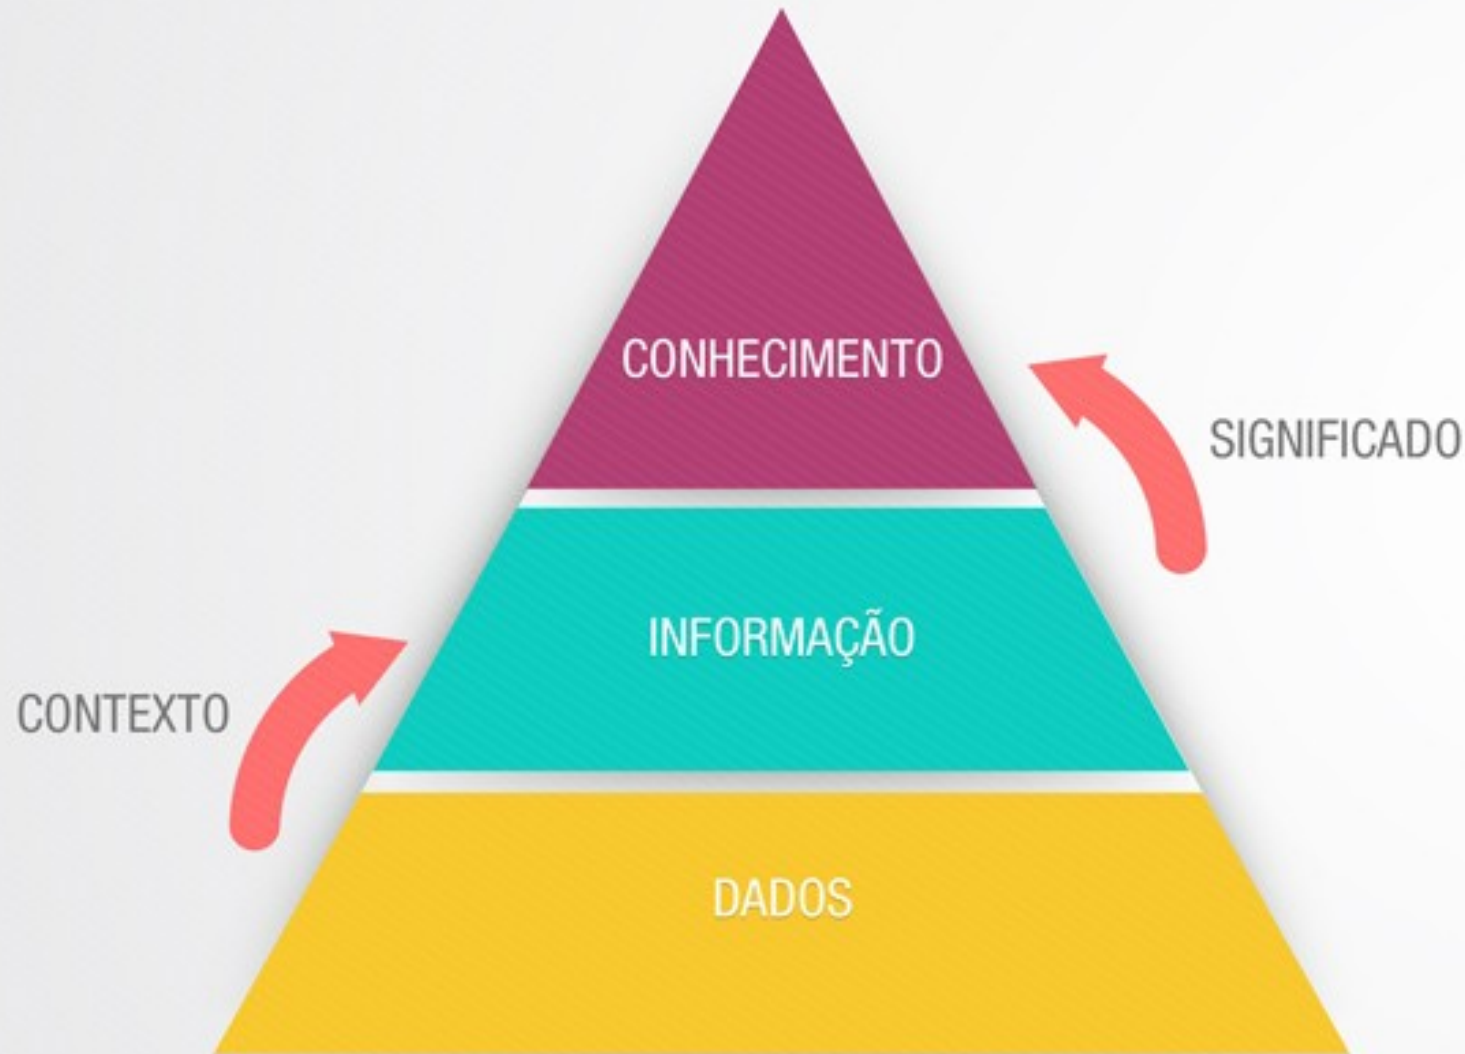 CONHECIMENTO
SIGNIFICADO
INFORMAÇÃO
CONTEXTO
DADOS